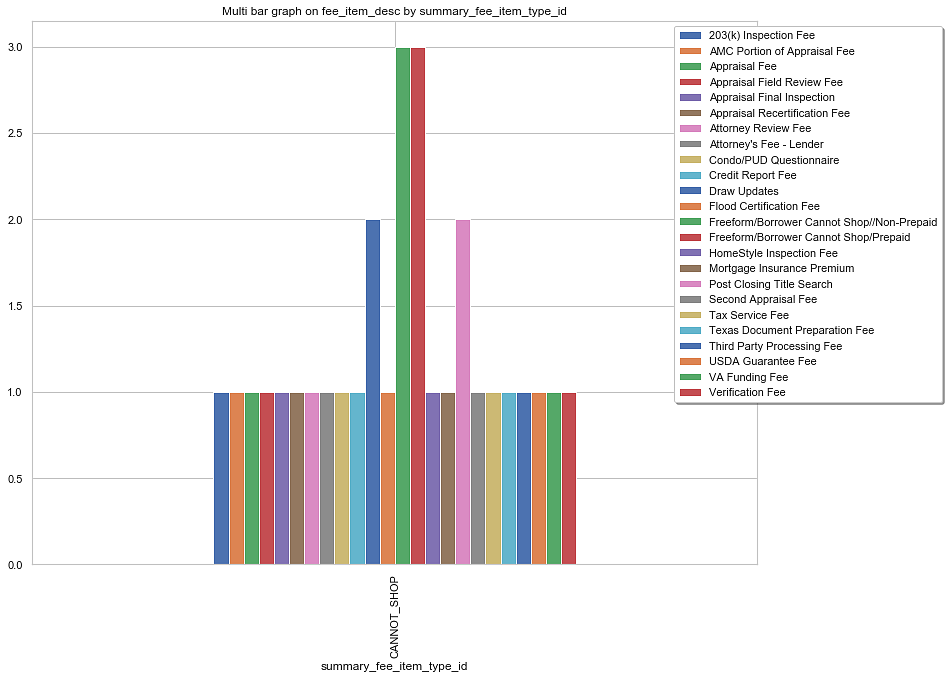 Multi bar graph on fee_item_desc by summary_fee_item_type_id
3.0
2.5
2.0
1.5
1.0
0.5
0.0
203(k) Inspection Fee
AMC Portion of Appraisal Fee
Appraisal Fee
Appraisal Field Review Fee
Appraisal Final Inspection
Appraisal Recertification Fee
Attorney Review Fee
Attorney's Fee - Lender
Condo/PUD Questionnaire
Credit Report Fee
Draw Updates
Flood Certification Fee
Freeform/Borrower Cannot Shop//Non-Prepaid
Freeform/Borrower Cannot Shop/Prepaid
HomeStyle Inspection Fee
Mortgage Insurance Premium
Post Closing Title Search
Second Appraisal Fee
Tax Service Fee
Texas Document Preparation Fee
Third Party Processing Fee
USDA Guarantee Fee
VA Funding Fee
Verification Fee
CANNOT_SHOP
summary_fee_item_type_id